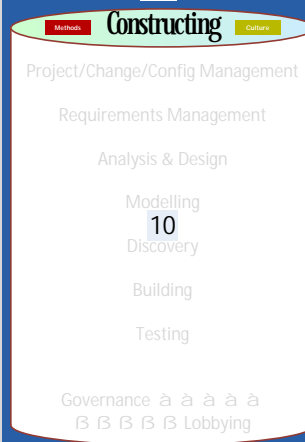 Methods Constructing Culture
Project/Change/Config Management
Requirements Management
Analysis & Design
Modelling
10
Discovery
Building
Testing
Governance à à à à à
ß ß ß ß ß Lobbying